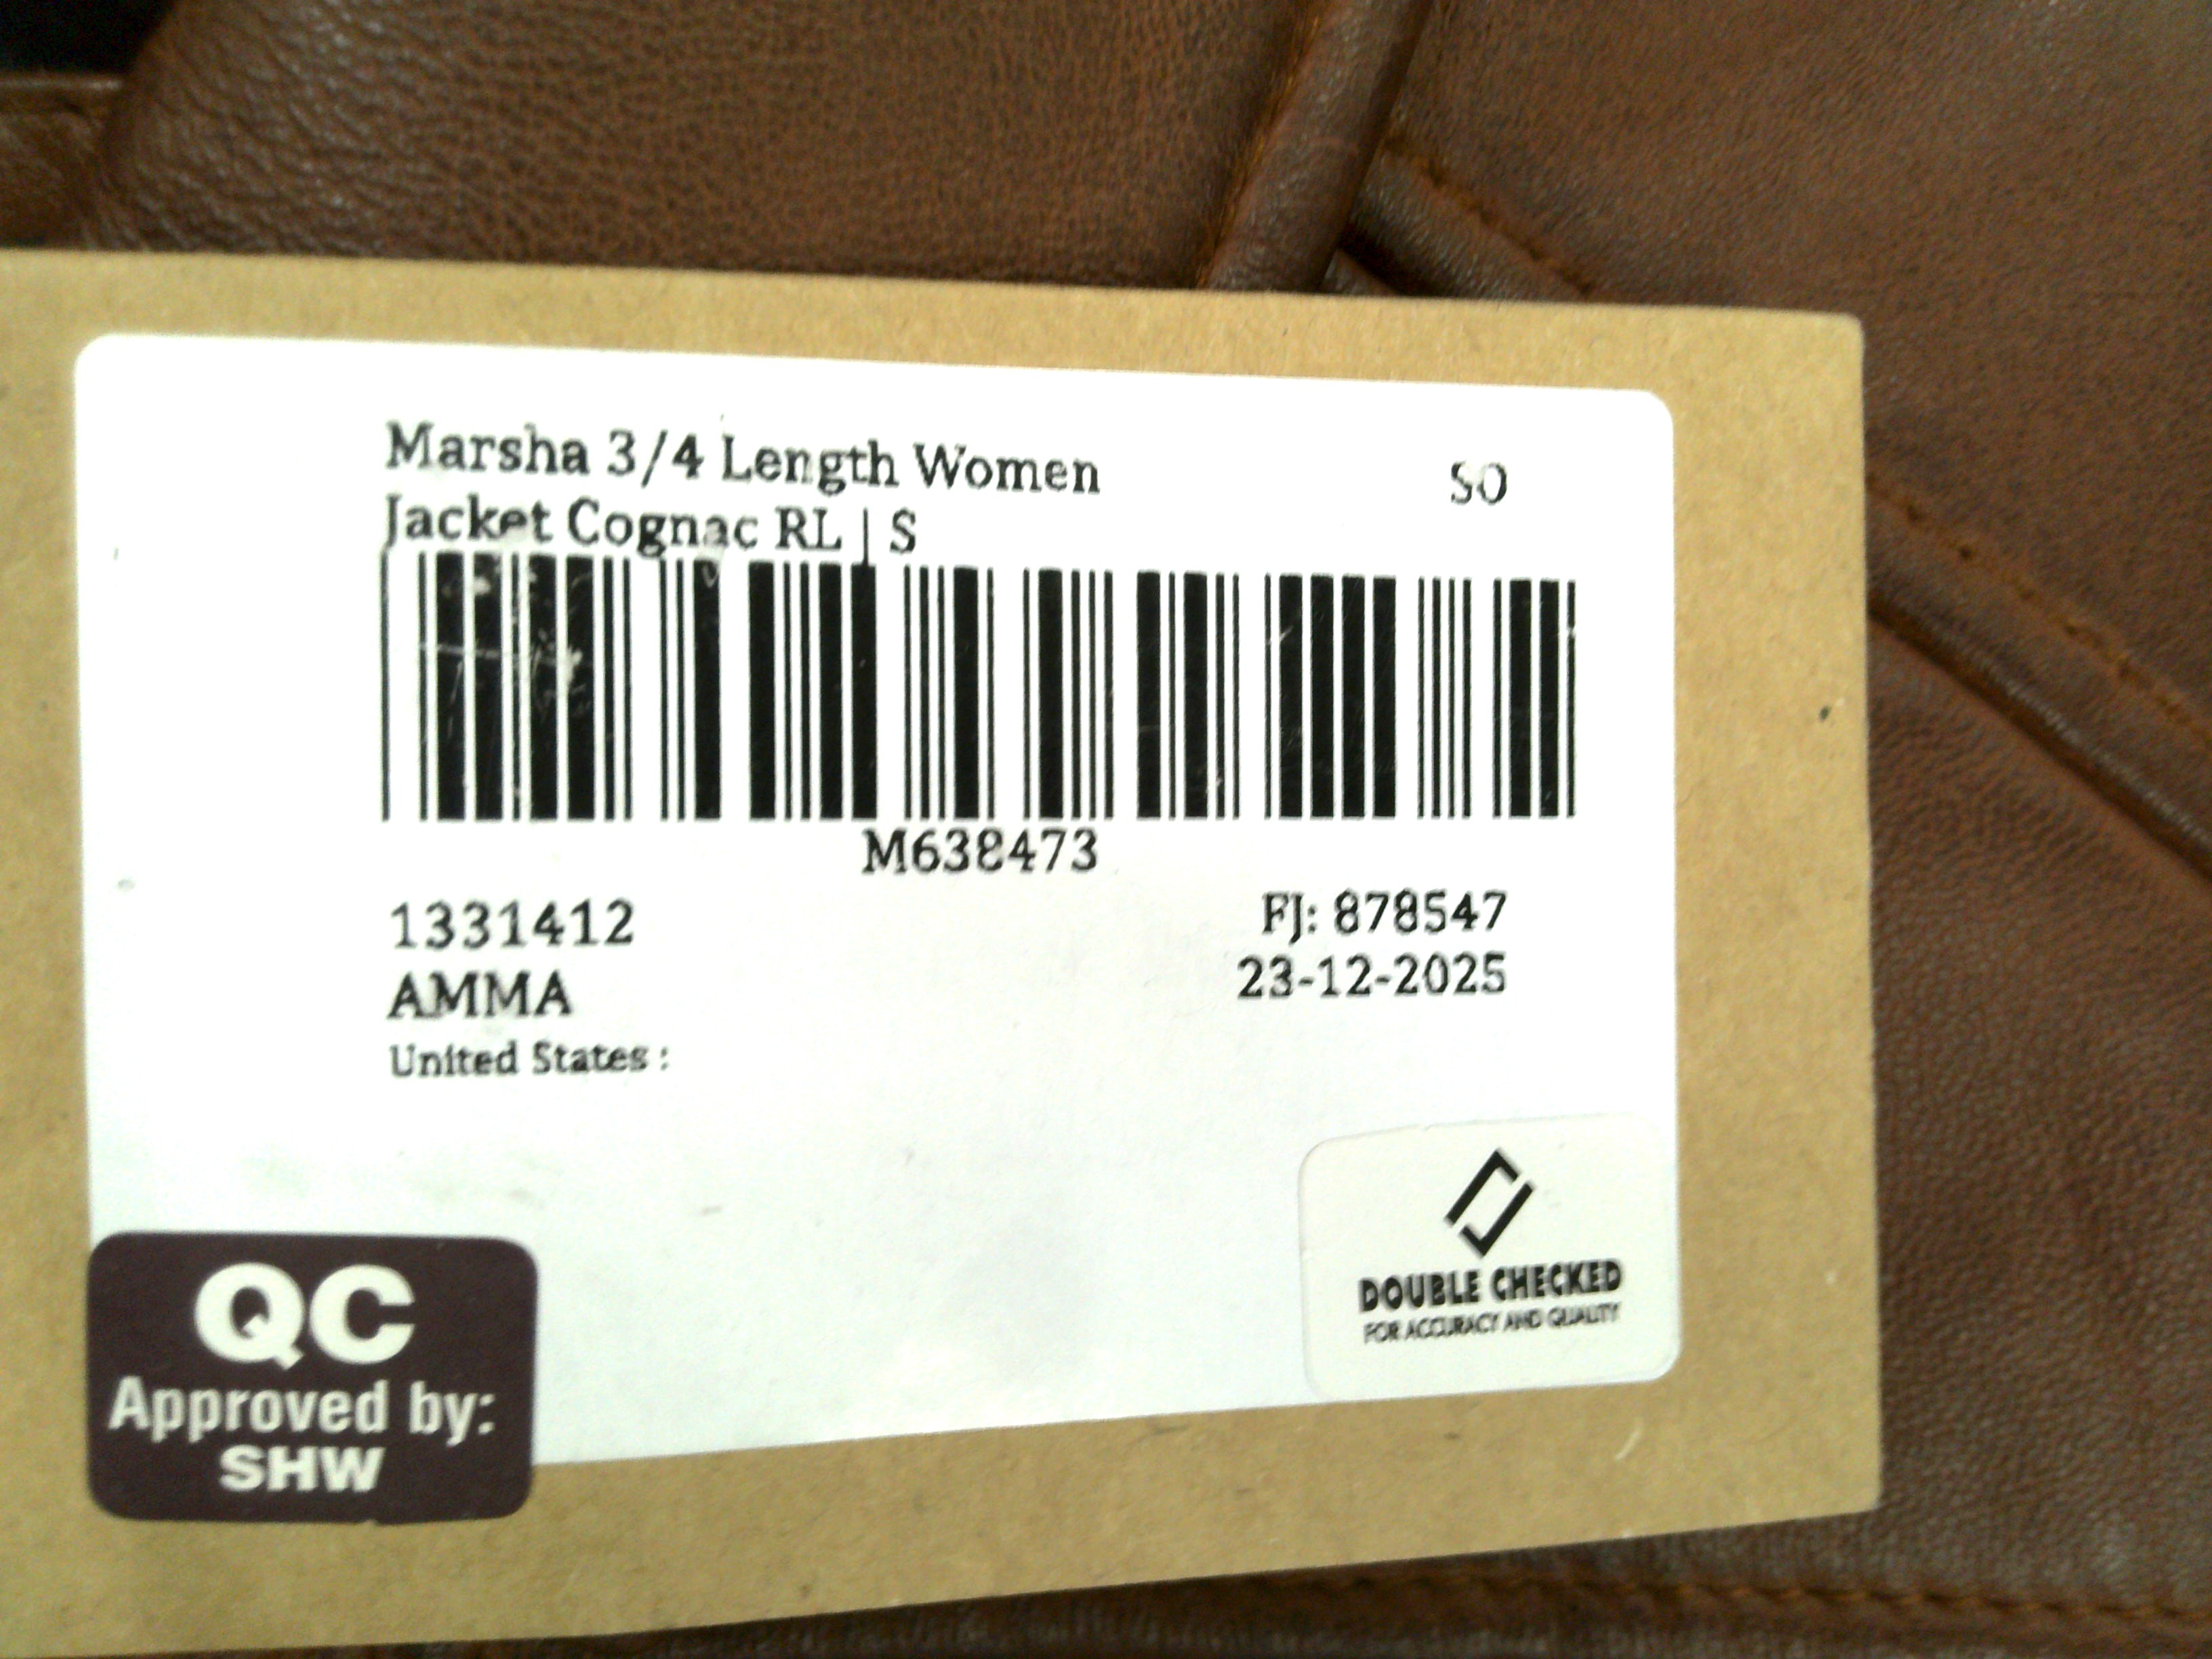 Marsha 3/4 Length Women
SO
Jacket Cognac RL | S
M638473
1331412
FJ: 878547
AMMA
23-12-2025
United States :
DOUBLE CHECKED
FOR ACCURACY AND QUALITY
QC
Approved by:
SHW